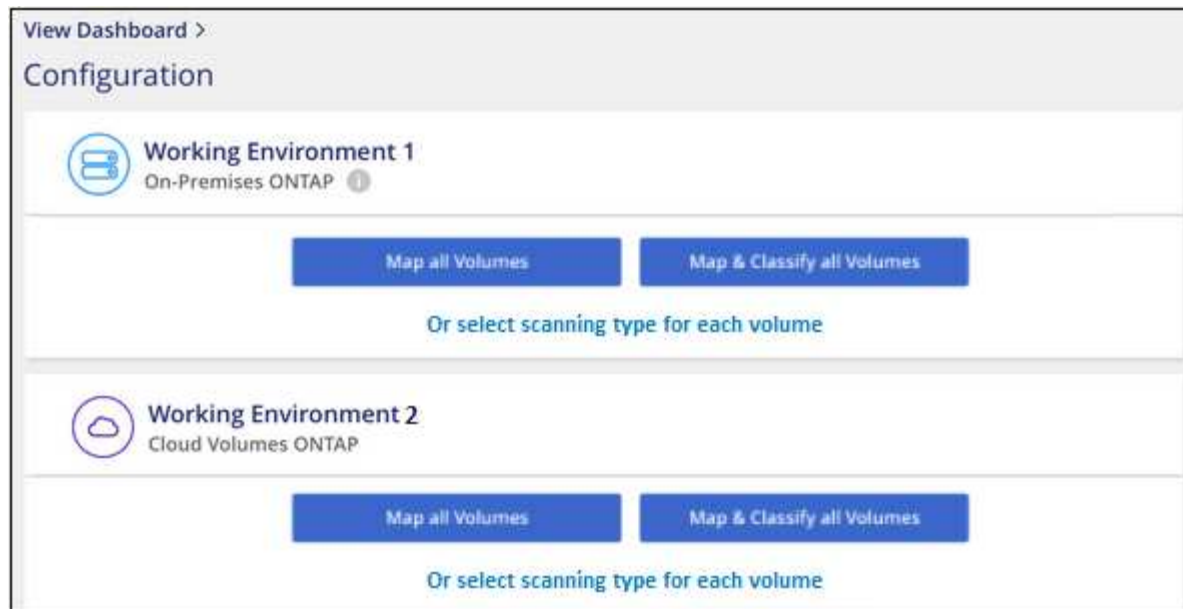 View Dashboard >
Configuration
Working Environment 1
On-Premises ONTAP i
Map all Volumes
Map & Classify all Volumes
Or select scanning type for each volume
Working Environment 2
Cloud Volumes ONTAP
Map all Volumes
Map & Classify all Volumes
Or select scanning type for each volume